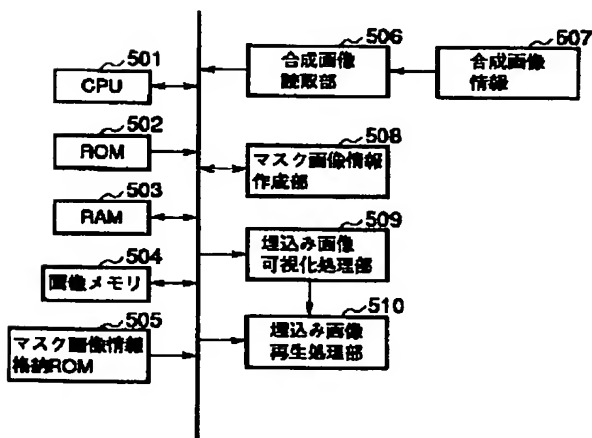 501
CPU
502
ROM
503
RAM
504
画像メモリ
505
マスク画像情報
格納ROM
506
合成画像
読取部
507
合成画像
情報
508
マスク画像情報
作成部
509
埋込み画像
可視化処理部
510
埋込み画像
再生処理部